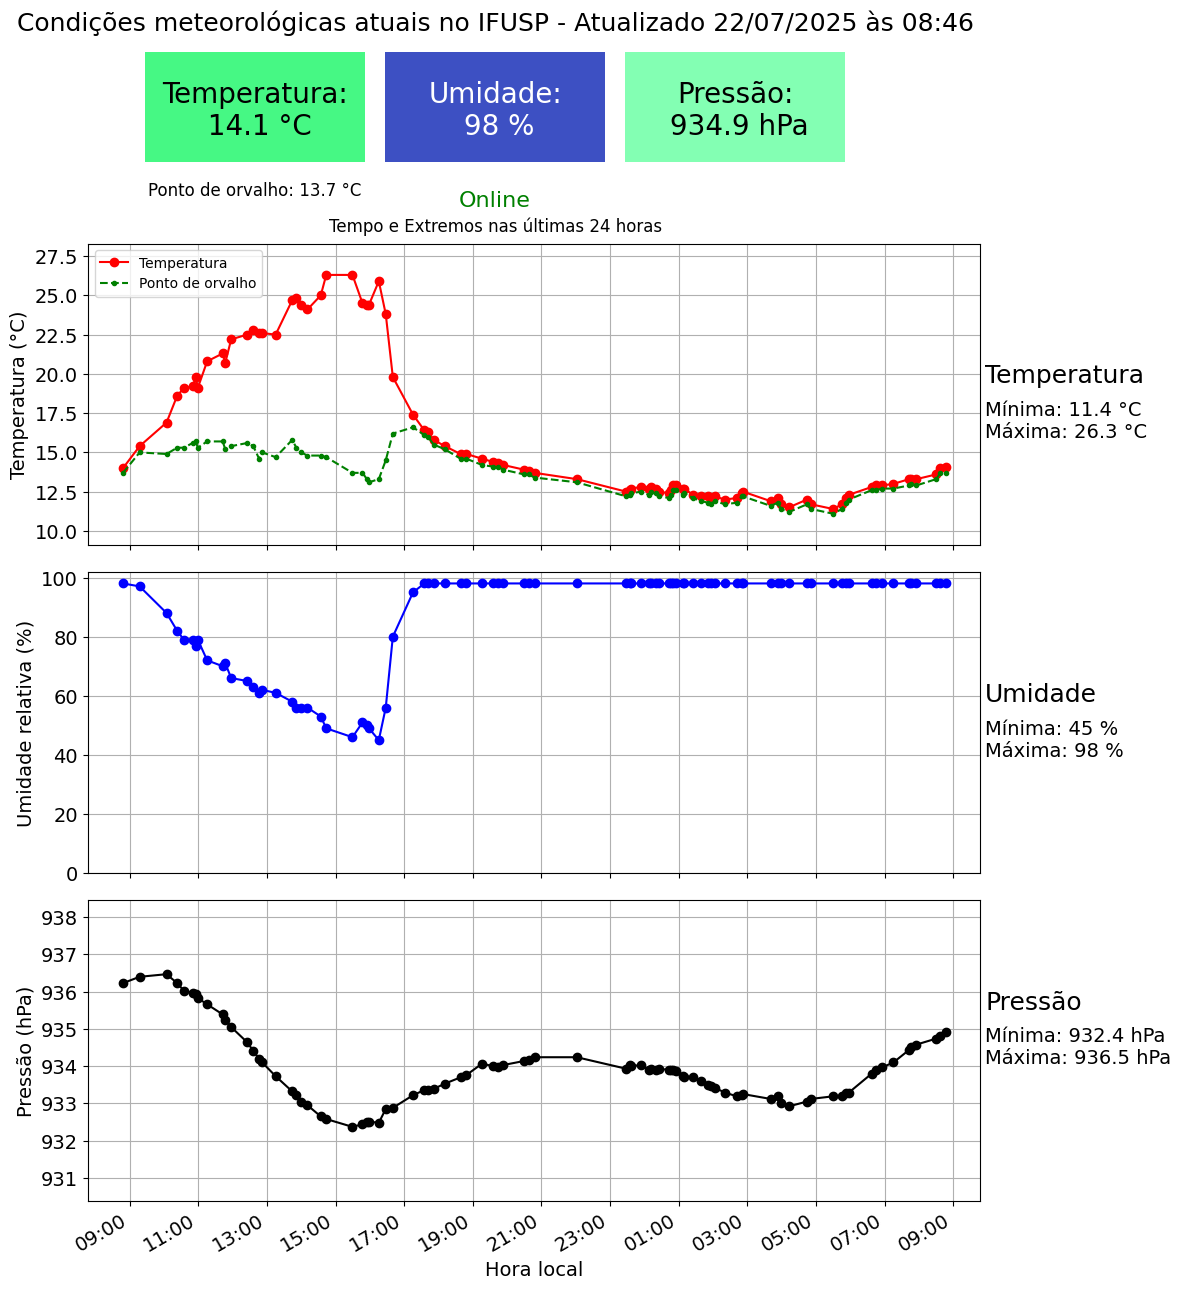 Condições meteorológicas atuais no IFUSP - Atualizado 22/07/2025 às 08:46
Temperatura:
14.1 °C
Umidade:
98 %
Pressão:
934.9 hPa
Ponto de orvalho: 13.7 °C
Online
Tempo e Extremos nas últimas 24 horas
Temperatura (°C)
27.5
25.0
22.5
20.0
17.5
15.0
12.5
10.0
Temperatura
Ponto de orvalho
Temperatura
Mínima: 11.4 °C
Máxima: 26.3 °C
Umidade relativa (%)
100
80
60
40
20
0
Umidade
Mínima: 45 %
Máxima: 98 %
Pressão (hPa)
938
937
936
935
934
933
932
931
Pressão
Mínima: 932.4 hPa
Máxima: 936.5 hPa
09:00 11:00 13:00 15:00 17:00 19:00 21:00 23:00 01:00 03:00 05:00 07:00 09:00
Hora local